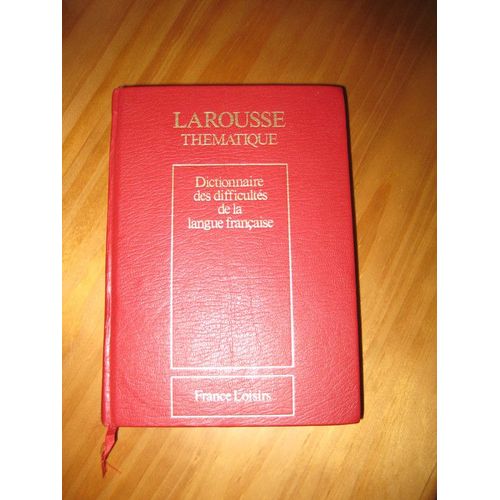 LAROUSSE
THEMATIQUE
Dictionnaire
des difficultés
de la
langue française
France Loisirs